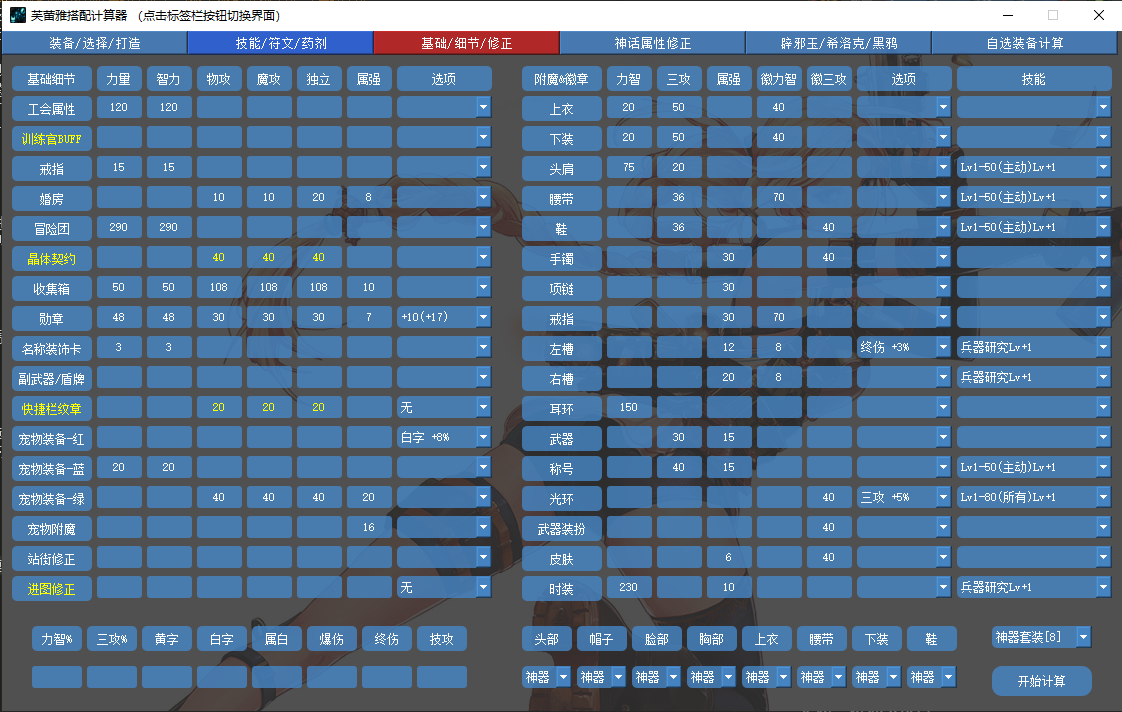 芙蕾雅搭配计算器 (点击标签栏按钮切换界面)
装备/选择/打造 技能/符文/药剂 基础/细节/修正 神话属性修正 辟邪玉/希洛克/黑鸦 自选装备计算
基础细节 力量 智力 物攻 魔攻 独立 属强 选项 附魔&徽章 力智 三攻 属强 徽力智 徽三攻 选项 技能
工会属性 120 120 上衣 20 50 40
训练官BUFF 下装 20 50 40
戒指 15 15 头肩 75 20 Lv1-50(主动)Lv+1
婚房 10 10 20 8 腰带 36 70 Lv1-50(主动)Lv+1
冒险团 290 290 鞋 36 40 Lv1-50(主动)Lv+1
晶体契约 40 40 40 手镯 30 40
收集箱 50 50 108 108 108 10 项链 30
勋章 48 48 30 30 30 7 +10(+17) 戒指 30 70
名称装饰卡 3 3 左槽 12 8 终伤 +3% 兵器研究Lv+1
副武器/盾牌 右槽 20 8 兵器研究Lv+1
快捷栏纹章 20 20 20 无 耳环 150
宠物装备-红 白字 +8% 武器 30 15
宠物装备-蓝 20 20 称号 40 15 Lv1-50(主动)Lv+1
宠物装备-绿 40 40 40 20 光环 40 三攻 +5% Lv1-80(所有)Lv+1
宠物附魔 16 武器装扮 40
站街修正 皮肤 6 40
进图修正 无 时装 230 10 兵器研究Lv+1
力智% 三攻% 黄字 白字 属白 爆伤 终伤 技攻 头部 帽子 脸部 胸部 上衣 腰带 下装 鞋 神器套装[8]
神器 神器 神器 神器 神器 神器 神器 神器 开始计算